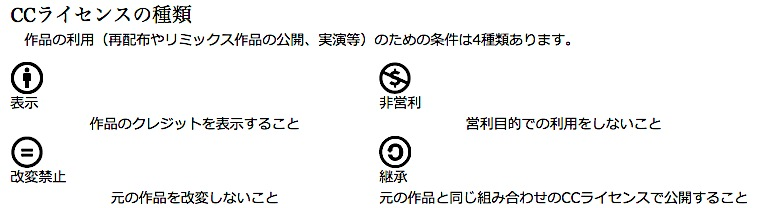 CCライセンスの種類
作品の利用（再配布やリミックス作品の公開、実演等）のための条件は4種類あります。
表示
作品のクレジットを表示すること
非営利
営利目的での利用をしないこと
改変禁止
元の作品を改変しないこと
継承
元の作品と同じ組み合わせのCCライセンスで公開すること